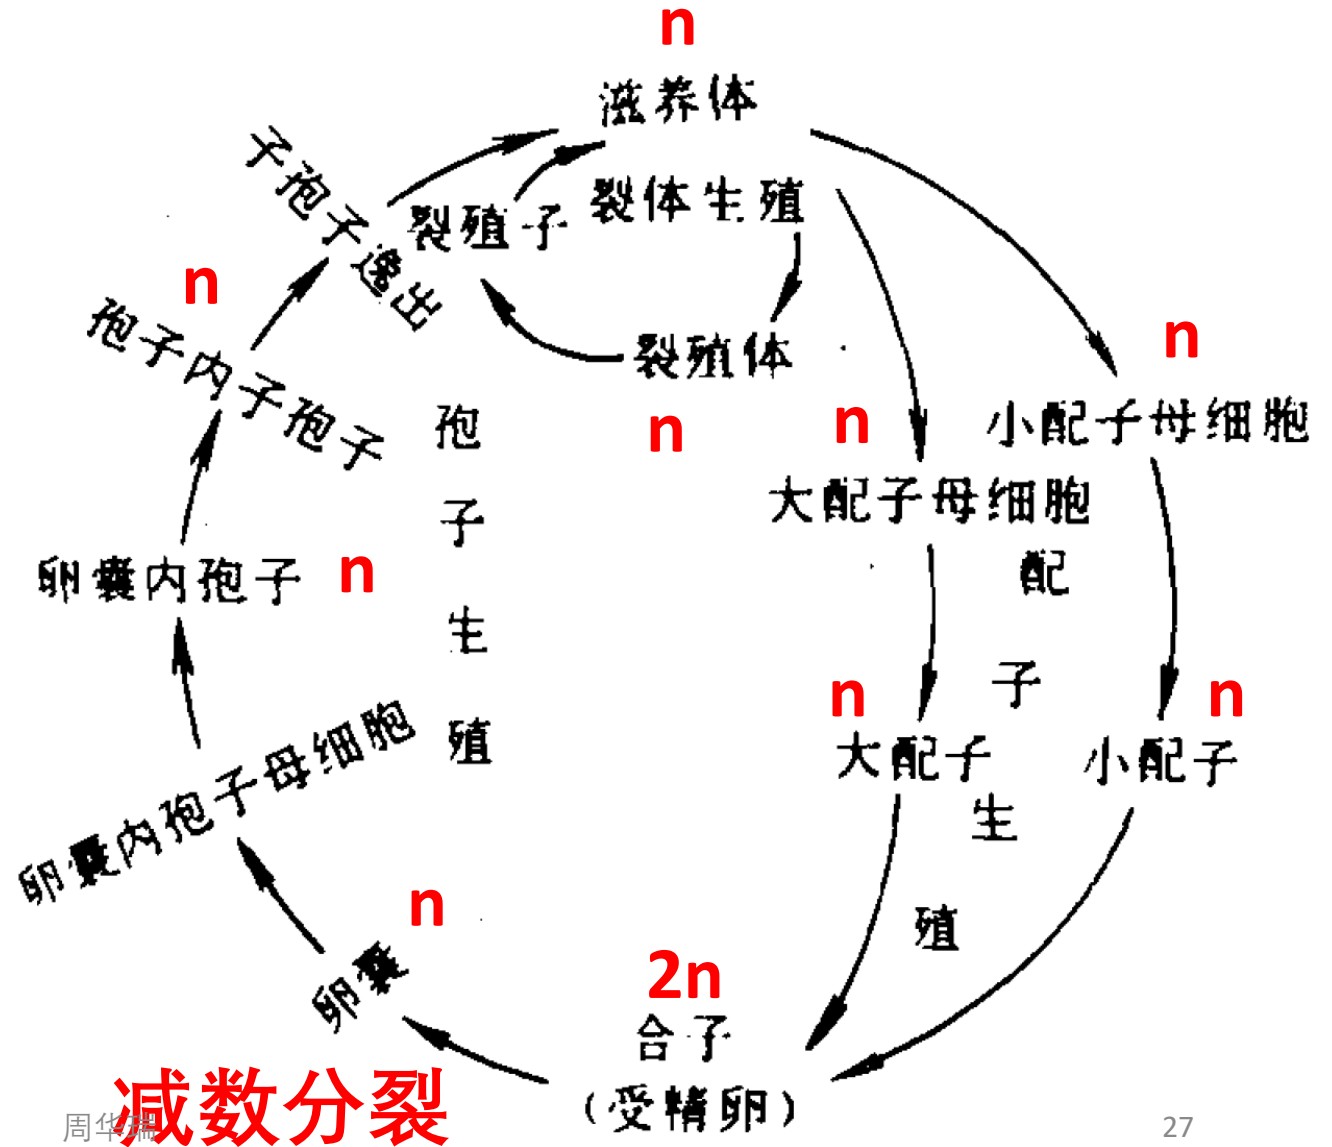 n
滋养体
裂体生殖
裂殖子
裂殖体
n
子孢子逸出
n
孢子内子孢子
卵囊内孢子
n
卵囊内孢子母细胞
孢子生殖
n
小配子母细胞
n
大配子母细胞
配子生殖
n
大配子
n
小配子
n
卵囊
2n
合子
(受精卵)
减数分裂
周华瑞
27